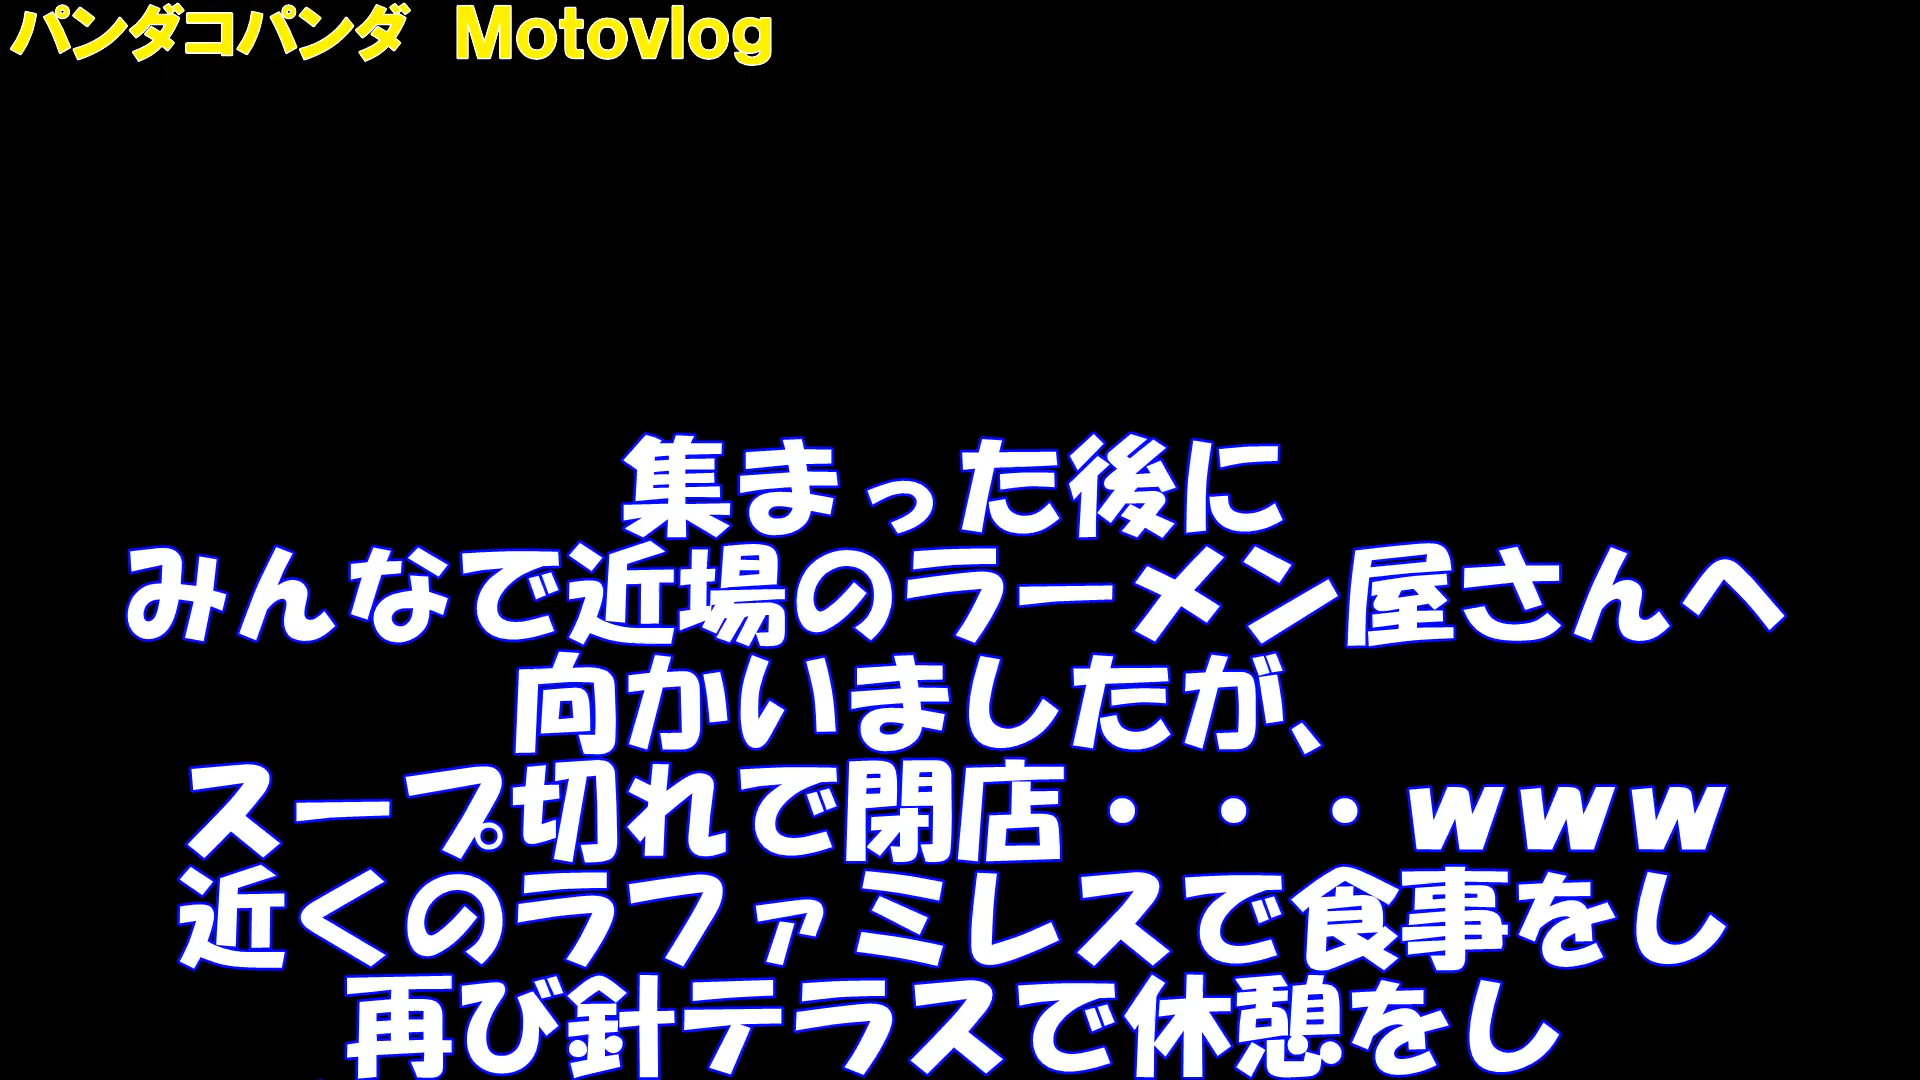 パンダコパンダ　Motovlog
集まった後に
みんなで近場のラーメン屋さんへ
向かいましたが、
スープ切れで閉店・・・ｗｗｗ
近くのラファミレスで食事をし
再び針テラスで休憩をし